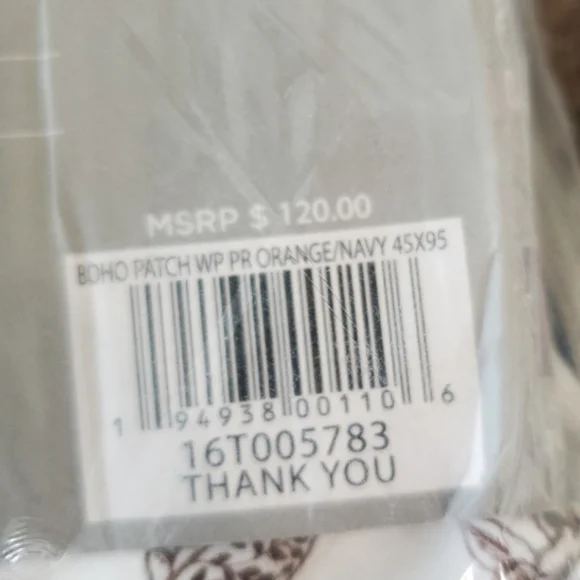 MSRP $ 120.00
BOHO PATCH WP PR ORANGE/NAVY 45X95
1 94938 00110 6
16T005783
THANK YOU